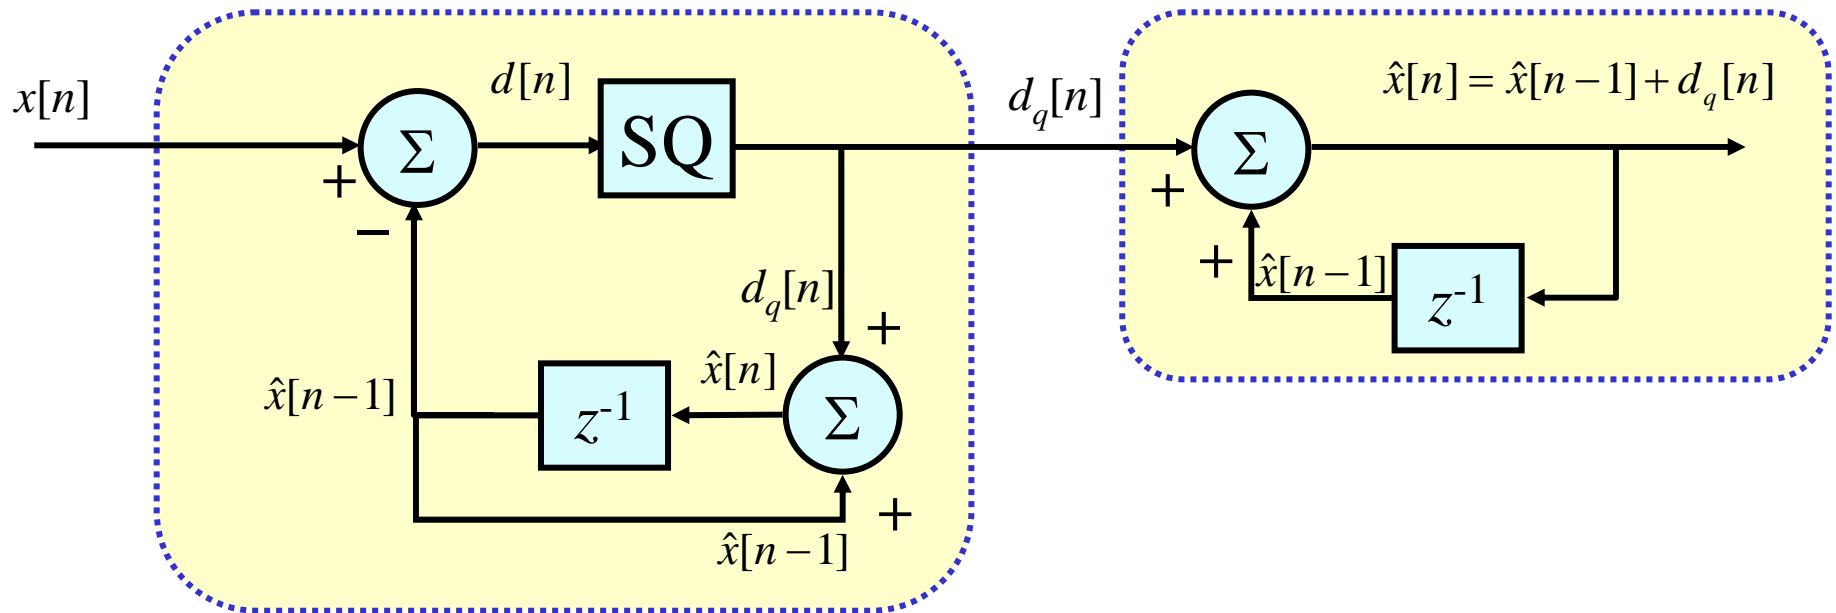 x[n]
+
−
Σ
d[n]
SQ
d_q[n]
+
Σ
+
x̂[n−1]
x̂[n]
z^-1
x̂[n−1]
d_q[n]
+
Σ
+
x̂[n−1]
z^-1
x̂[n] = x̂[n−1] + d_q[n]